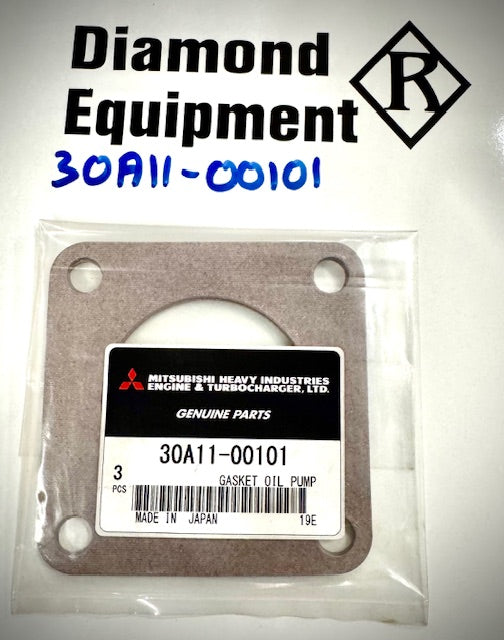 Diamond
Equipment
R
30A11-00101
MITSUBISHI HEAVY INDUSTRIES
ENGINE & TURBOCHARGER, LTD.
GENUINE PARTS
30A11-00101
3
PCS
GASKET OIL PUMP
MADE IN JAPAN
19E